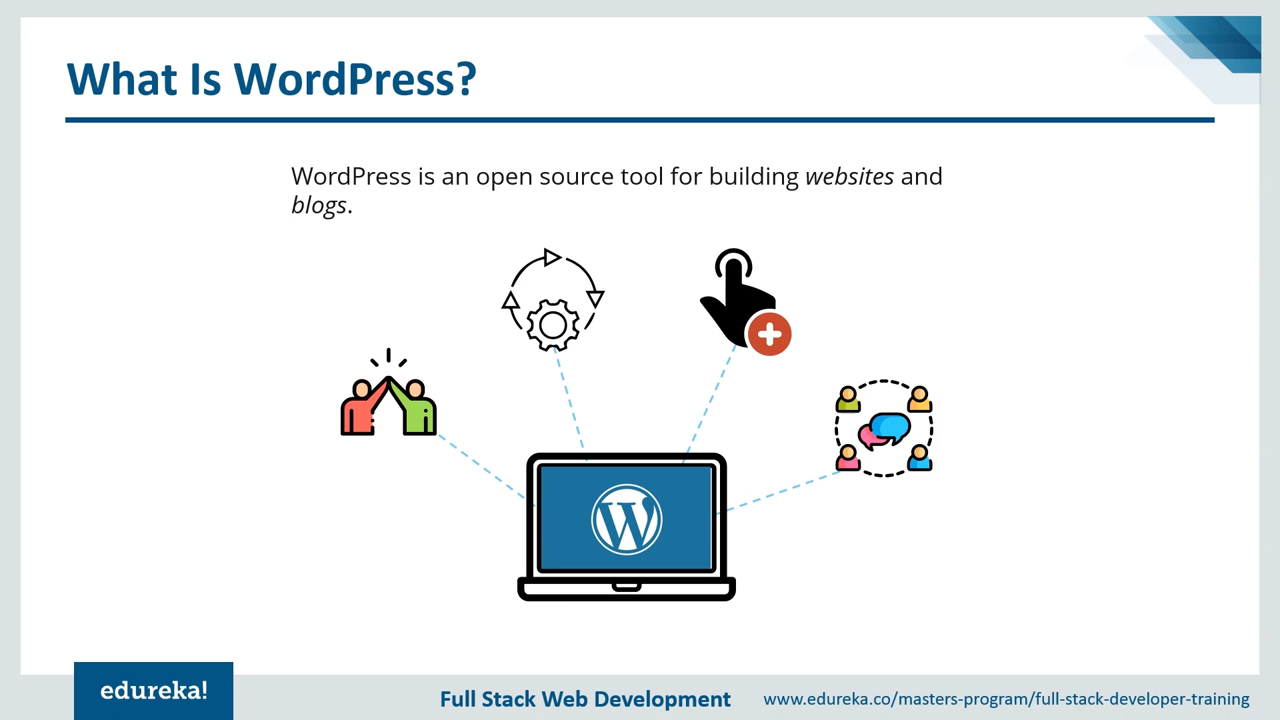 What Is WordPress?
WordPress is an open source tool for building websites and
blogs.
W
edureka!
Full Stack Web Development
www.edureka.co/masters-program/full-stack-developer-training